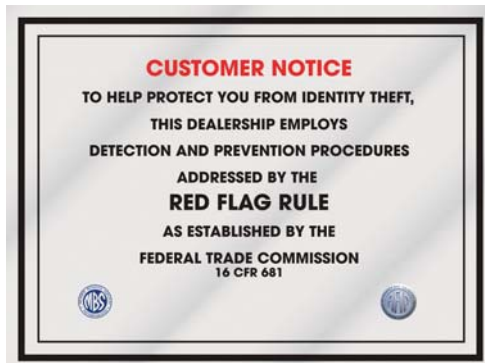 CUSTOMER NOTICE
TO HELP PROTECT YOU FROM IDENTITY THEFT,
THIS DEALERSHIP EMPLOYS
DETECTION AND PREVENTION PROCEDURES
ADDRESSED BY THE
RED FLAG RULE
AS ESTABLISHED BY THE
FEDERAL TRADE COMMISSION
16 CFR 681
MBS